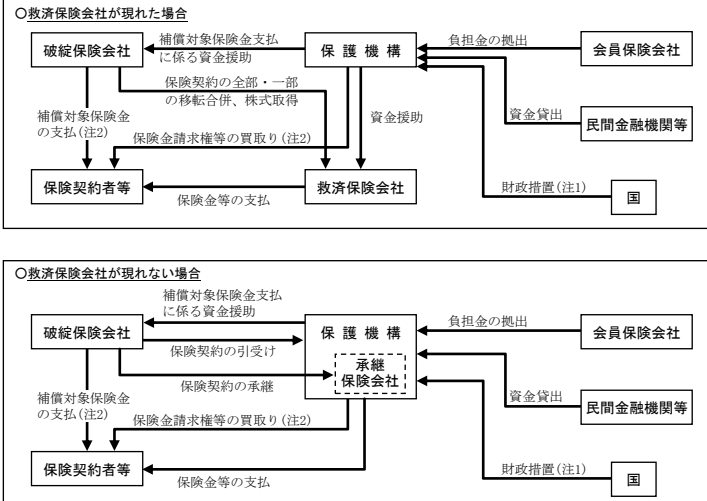 ○救済保険会社が現れた場合
破綻保険会社
補償対象保険金支払
に係る資金援助
保護機構
負担金の拠出
会員保険会社
保険契約の全部・一部
の移転合併、株式取得
補償対象保険金
の支払(注2)
資金援助
資金貸出
民間金融機関等
保険金請求権等の買取り(注2)
保険契約者等
保険金等の支払
救済保険会社
財政措置(注1)
国
○救済保険会社が現れない場合
補償対象保険金支払
に係る資金援助
破綻保険会社
保護機構
負担金の拠出
会員保険会社
保険契約の引受け
承継
保険会社
保険契約の承継
補償対象保険金
の支払(注2)
資金貸出
民間金融機関等
保険金請求権等の買取り(注2)
保険契約者等
保険金等の支払
財政措置(注1)
国